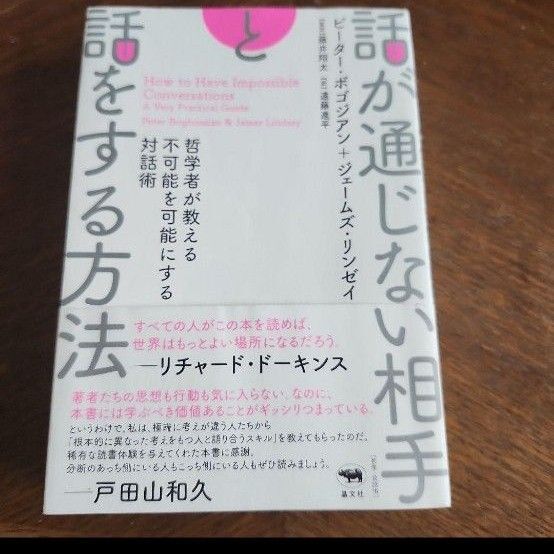 話が通じない相手
と
話をする方法
ピーター・ボゴジアン+ジェームズ・リンゼイ
[監訳]藤井翔太 [訳]遠藤進平
How to Have Impossible
Conversations
A Very Practical Guide
Peter Boghossian & James Lindsay
哲学者が教える
不可能を可能にする
対話術
すべての人がこの本を読めば、
世界はもっとよい場所になるだろう。
—リチャード・ドーキンス
著者たちの思想も行動も気に入らない。なのに、
本書には学ぶべき価値あることがギッシリつまっている。
というわけで、私は、極端に考えが違う人たちから
「根本的に異なった考えをもつ人と語り合うスキル」を教えてもらったのだ。
稀有な読書体験を与えてくれた本書に感謝。
分断のあっち側にいる人もこっち側にいる人もぜひ読みましょう。
—戸田山和久
晶文社